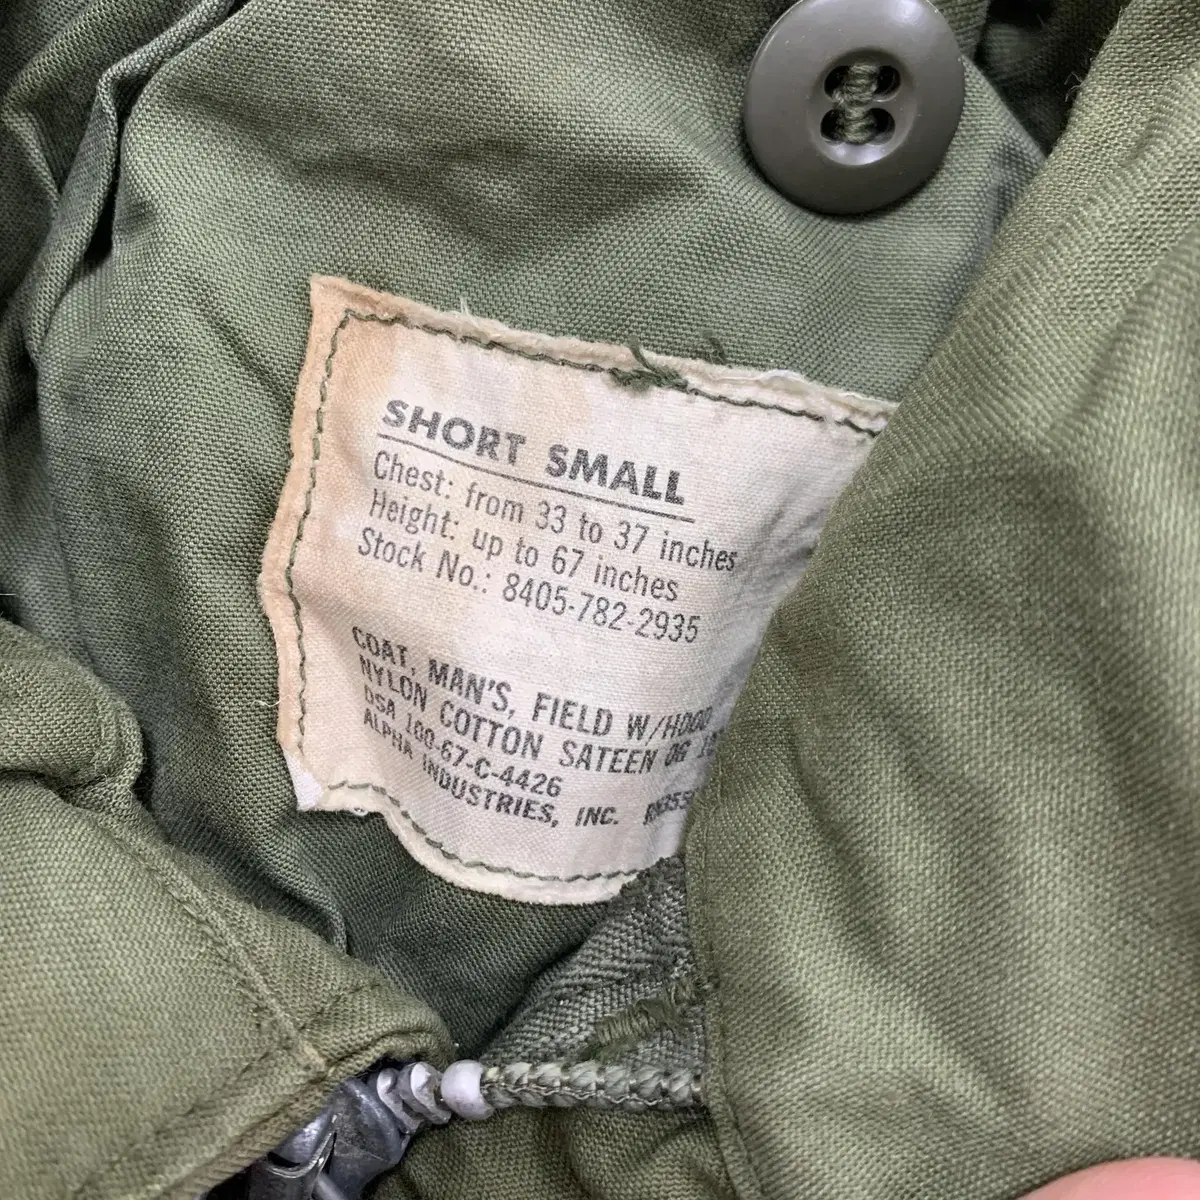 SHORT SMALL
Chest: from 33 to 37 inches
Height: up to 67 inches
Stock No.: 8405-782-2935
COAT, MAN'S, FIELD W/HOOD
NYLON COTTON SATEEN OG
DSA 100-67-C-4426
ALPHA INDUSTRIES, INC.